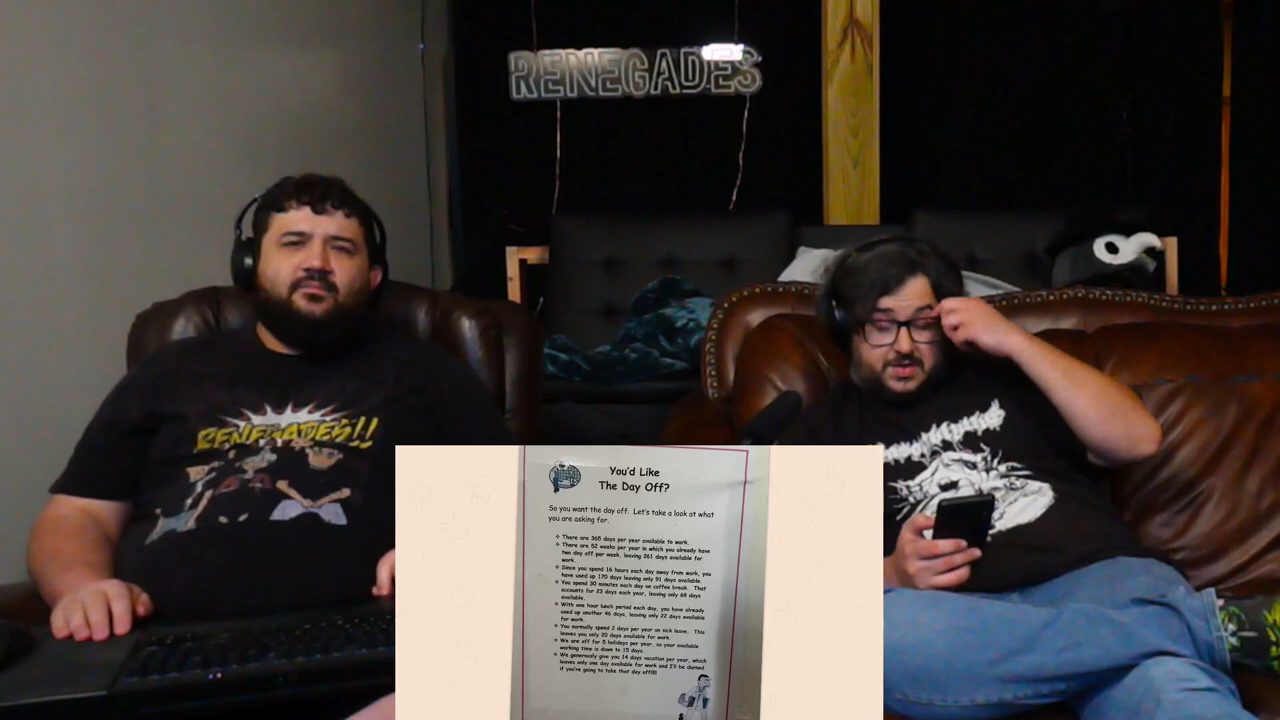 RENEGADES
RENEGADES!!
You'd Like
The Day Off?
So you want the day off. Let's take a look at what
you are asking for.
There are 365 days per year available to work.
There are 52 weeks per year in which you already have
two day off per week, leaving 261 days available for
work.
Since you spend 16 hours each day away from work, you
have used up 170 days leaving only 91 days available.
You spend 30 minutes each day on coffee break. That
accounts for 23 days each year, leaving only 68 days
available.
With one hour lunch period each day, you have already
used up another 46 days, leaving only 22 days available
for work.
You normally spend 2 days per year on sick leave. This
leaves you only 20 days available for work.
We are off for 5 holidays per year, so your available
working time is down to 15 days.
We generously give you 14 days vacation per year, which
leaves only one day available for work and I'll be darned
if you're going to take that day off!!!!